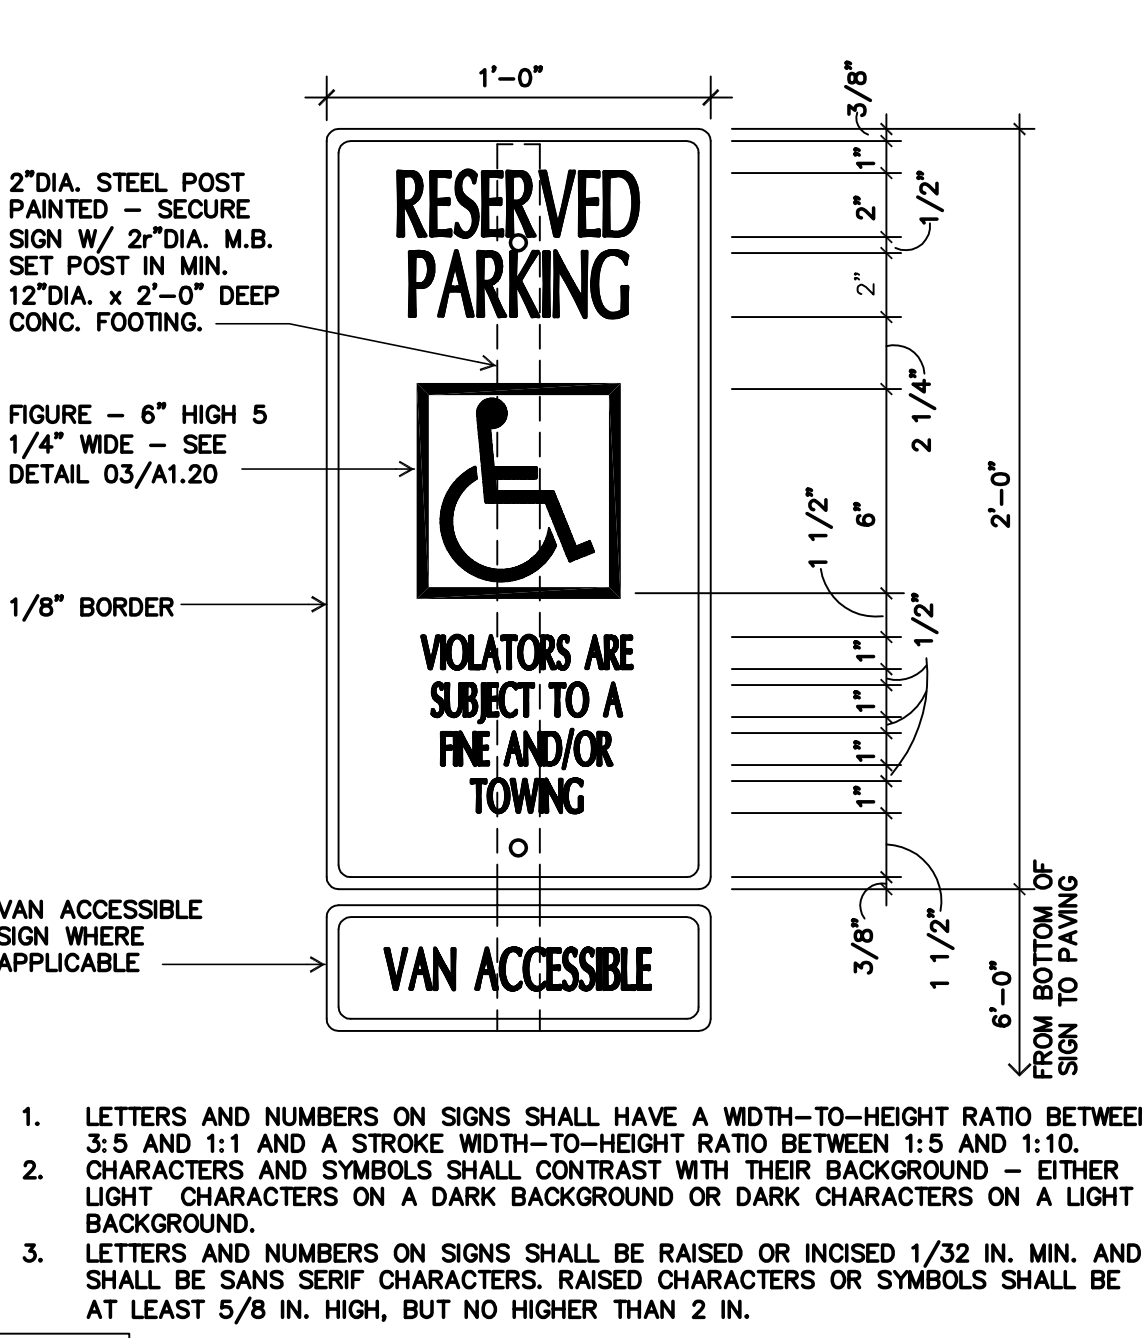 1'-0"
3/8"
1"
2"
1/2"
2"
2 1/4"
2'-0"
6"
1 1/2"
1/2"
1"
1"
1"
1"
3/8"
1 1/2"
6'-0"
FROM BOTTOM OF
SIGN TO PAVING
2"DIA. STEEL POST
PAINTED – SECURE
SIGN W/ 2r"DIA. M.B.
SET POST IN MIN.
12"DIA. x 2'-0" DEEP
CONC. FOOTING.
FIGURE – 6" HIGH 5
1/4" WIDE – SEE
DETAIL 03/A1.20
1/8" BORDER
VAN ACCESSIBLE
SIGN WHERE
APPLICABLE
RESERVED
PARKING
VIOLATORS ARE
SUBJECT TO A
FINE AND/OR
TOWING
VAN ACCESSIBLE
1. LETTERS AND NUMBERS ON SIGNS SHALL HAVE A WIDTH-TO-HEIGHT RATIO BETWEEN
3:5 AND 1:1 AND A STROKE WIDTH-TO-HEIGHT RATIO BETWEEN 1:5 AND 1:10.
2. CHARACTERS AND SYMBOLS SHALL CONTRAST WITH THEIR BACKGROUND – EITHER
LIGHT CHARACTERS ON A DARK BACKGROUND OR DARK CHARACTERS ON A LIGHT
BACKGROUND.
3. LETTERS AND NUMBERS ON SIGNS SHALL BE RAISED OR INCISED 1/32 IN. MIN. AND
SHALL BE SANS SERIF CHARACTERS. RAISED CHARACTERS OR SYMBOLS SHALL BE
AT LEAST 5/8 IN. HIGH, BUT NO HIGHER THAN 2 IN.